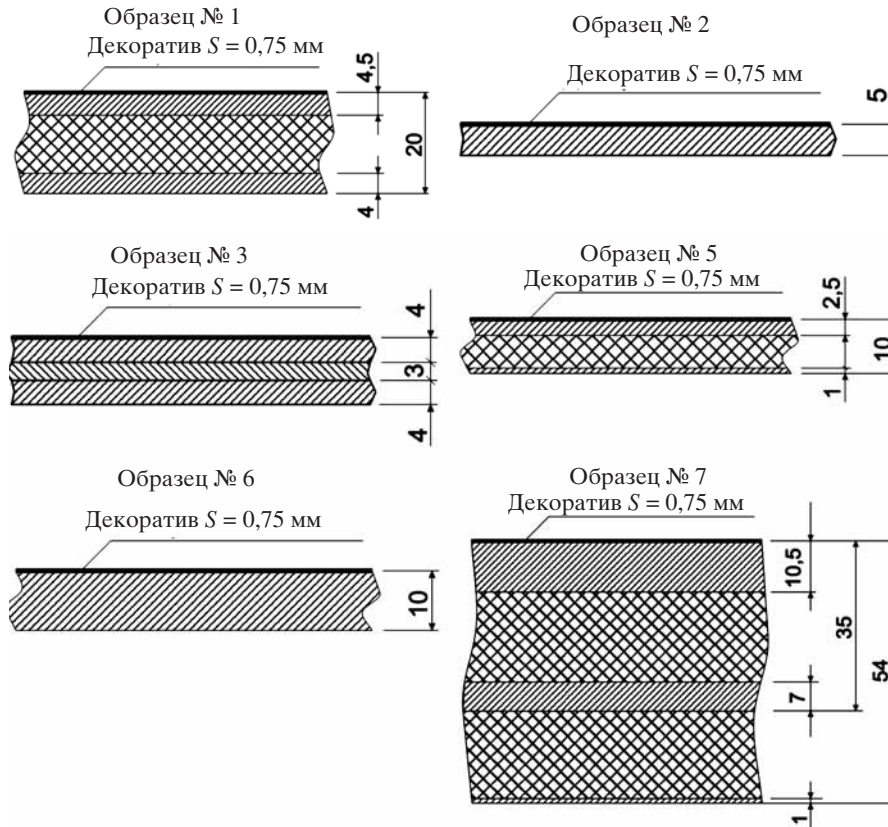 Образец № 1
Декоратив S = 0,75 мм
4,5
20
4
Образец № 2
Декоратив S = 0,75 мм
5
Образец № 3
Декоратив S = 0,75 мм
4
3
4
Образец № 5
Декоратив S = 0,75 мм
2,5
10
1
Образец № 6
Декоратив S = 0,75 мм
10
Образец № 7
Декоратив S = 0,75 мм
10,5
35
54
7
1